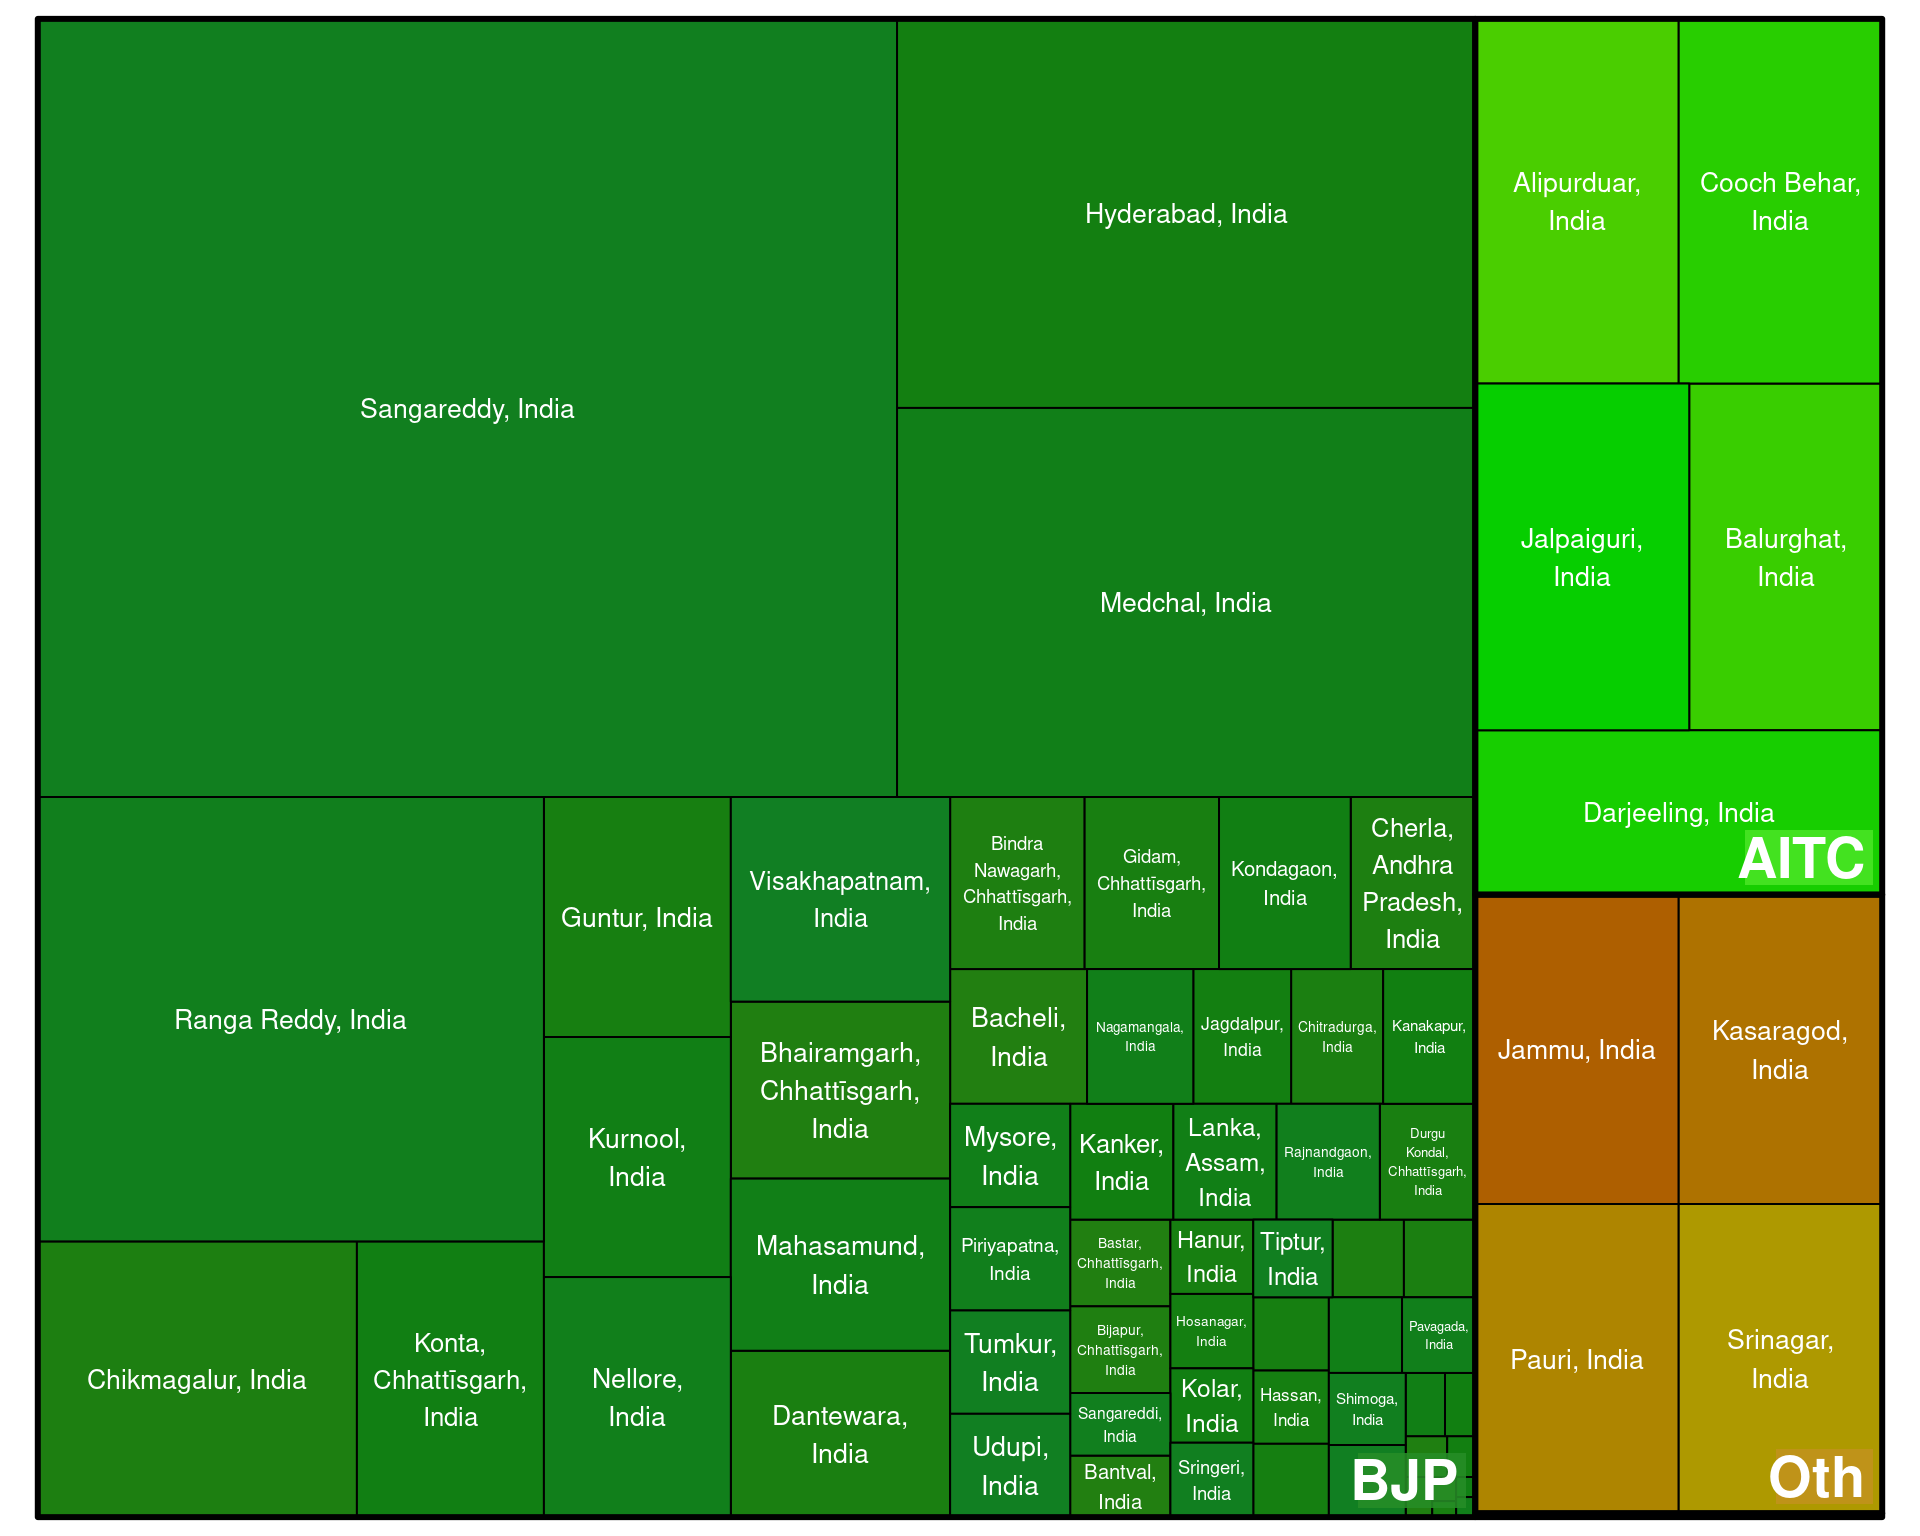 Sangareddy, India
Hyderabad, India
Medchal, India
Ranga Reddy, India
Chikmagalur, India
Konta,
Chhattīsgarh,
India
Guntur, India
Kurnool,
India
Nellore,
India
Visakhapatnam,
India
Bhairamgarh,
Chhattīsgarh,
India
Mahasamund,
India
Dantewara,
India
Bindra
Nawagarh,
Chhattīsgarh,
India
Gidam,
Chhattīsgarh,
India
Kondagaon,
India
Cherla,
Andhra
Pradesh,
India
Bacheli,
India
Nagamangala,
India
Jagdalpur,
India
Chitradurga,
India
Kanakapur,
India
Mysore,
India
Piriyapatna,
India
Tumkur,
India
Udupi,
India
Kanker,
India
Lanka,
Assam,
India
Rajnandgaon,
India
Durgu
Kondal,
Chhattīsgarh,
India
Bastar,
Chhattīsgarh,
India
Bijapur,
Chhattīsgarh,
India
Sangareddi,
India
Bantval,
India
Hanur,
India
Hosanagar,
India
Kolar,
India
Sringeri,
India
Tiptur,
India
Hassan,
India
Pavagada,
India
Shimoga,
India
BJP
Alipurduar,
India
Cooch Behar,
India
Jalpaiguri,
India
Balurghat,
India
Darjeeling, India
AITC
Jammu, India
Kasaragod,
India
Pauri, India
Srinagar,
India
Oth